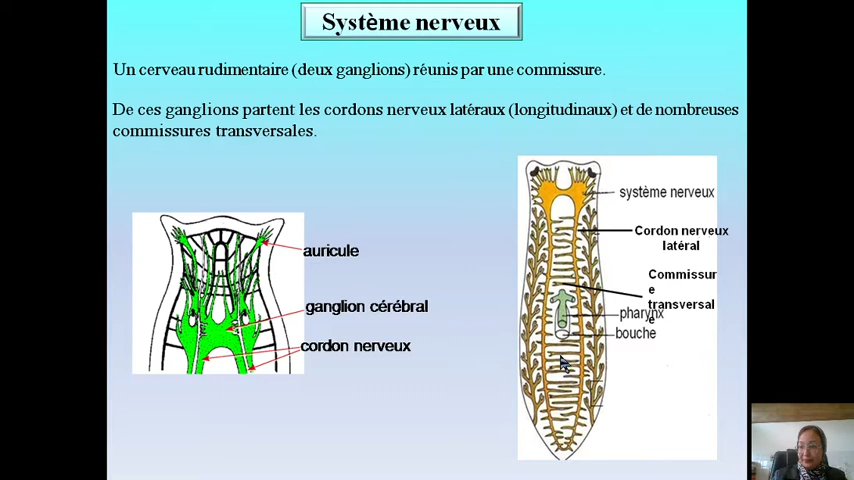 Système nerveux
Un cerveau rudimentaire (deux ganglions) réunis par une commissure.
De ces ganglions partent les cordons nerveux latéraux (longitudinaux) et de nombreuses
commissures transversales.
auricule
ganglion cérébral
cordon nerveux
système nerveux
Cordon nerveux
latéral
Commissur
e
transversal
e
pharynx
bouche